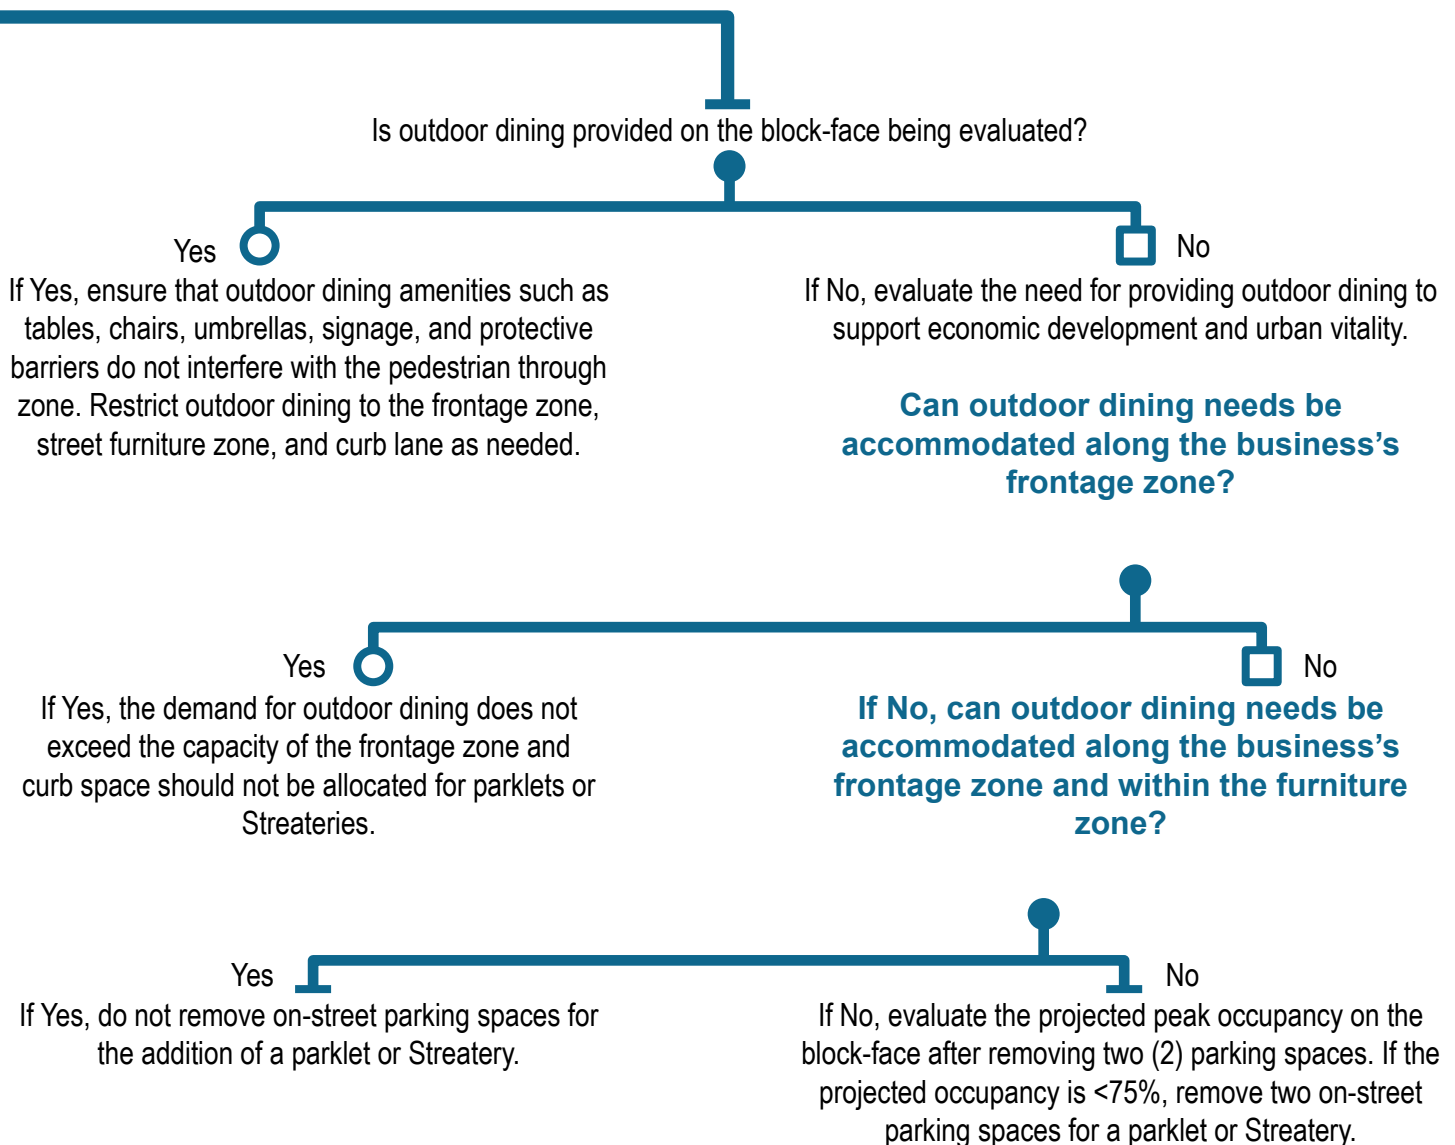 Is outdoor dining provided on the block-face being evaluated?
Yes
If Yes, ensure that outdoor dining amenities such as
tables, chairs, umbrellas, signage, and protective
barriers do not interfere with the pedestrian through
zone. Restrict outdoor dining to the frontage zone,
street furniture zone, and curb lane as needed.
No
If No, evaluate the need for providing outdoor dining to
support economic development and urban vitality.
Can outdoor dining needs be
accommodated along the business’s
frontage zone?
Yes
If Yes, the demand for outdoor dining does not
exceed the capacity of the frontage zone and
curb space should not be allocated for parklets or
Streateries.
No
If No, can outdoor dining needs be
accommodated along the business’s
frontage zone and within the furniture
zone?
Yes
If Yes, do not remove on-street parking spaces for
the addition of a parklet or Streatery.
No
If No, evaluate the projected peak occupancy on the
block-face after removing two (2) parking spaces. If the
projected occupancy is <75%, remove two on-street
parking spaces for a parklet or Streatery.